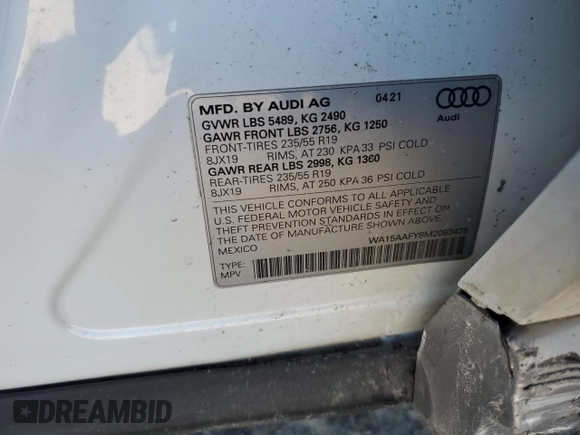 MFD. BY AUDI AG 04 21
GVWR LBS 5489, KG 2490
GAWR FRONT LBS 2756, KG 1250
FRONT-TIRES 235/55 R19
8JX19 RIMS, AT 230 KPA 33 PSI COLD
GAWR REAR LBS 2998, KG 1360
REAR-TIRES 235/55 R19
8JX19 RIMS, AT 250 KPA 36 PSI COLD
Audi
THIS VEHICLE CONFORMS TO ALL APPLICABLE
U.S. FEDERAL MOTOR VEHICLE SAFETY AND
THEFT PREVENTION STANDARDS IN EFFECT ON
DATE OF MANUFACTURE SHOWN ABOVE.
MEXICO
WA15AAFY8M2083425
TYPE:
MPV
DREAMBID